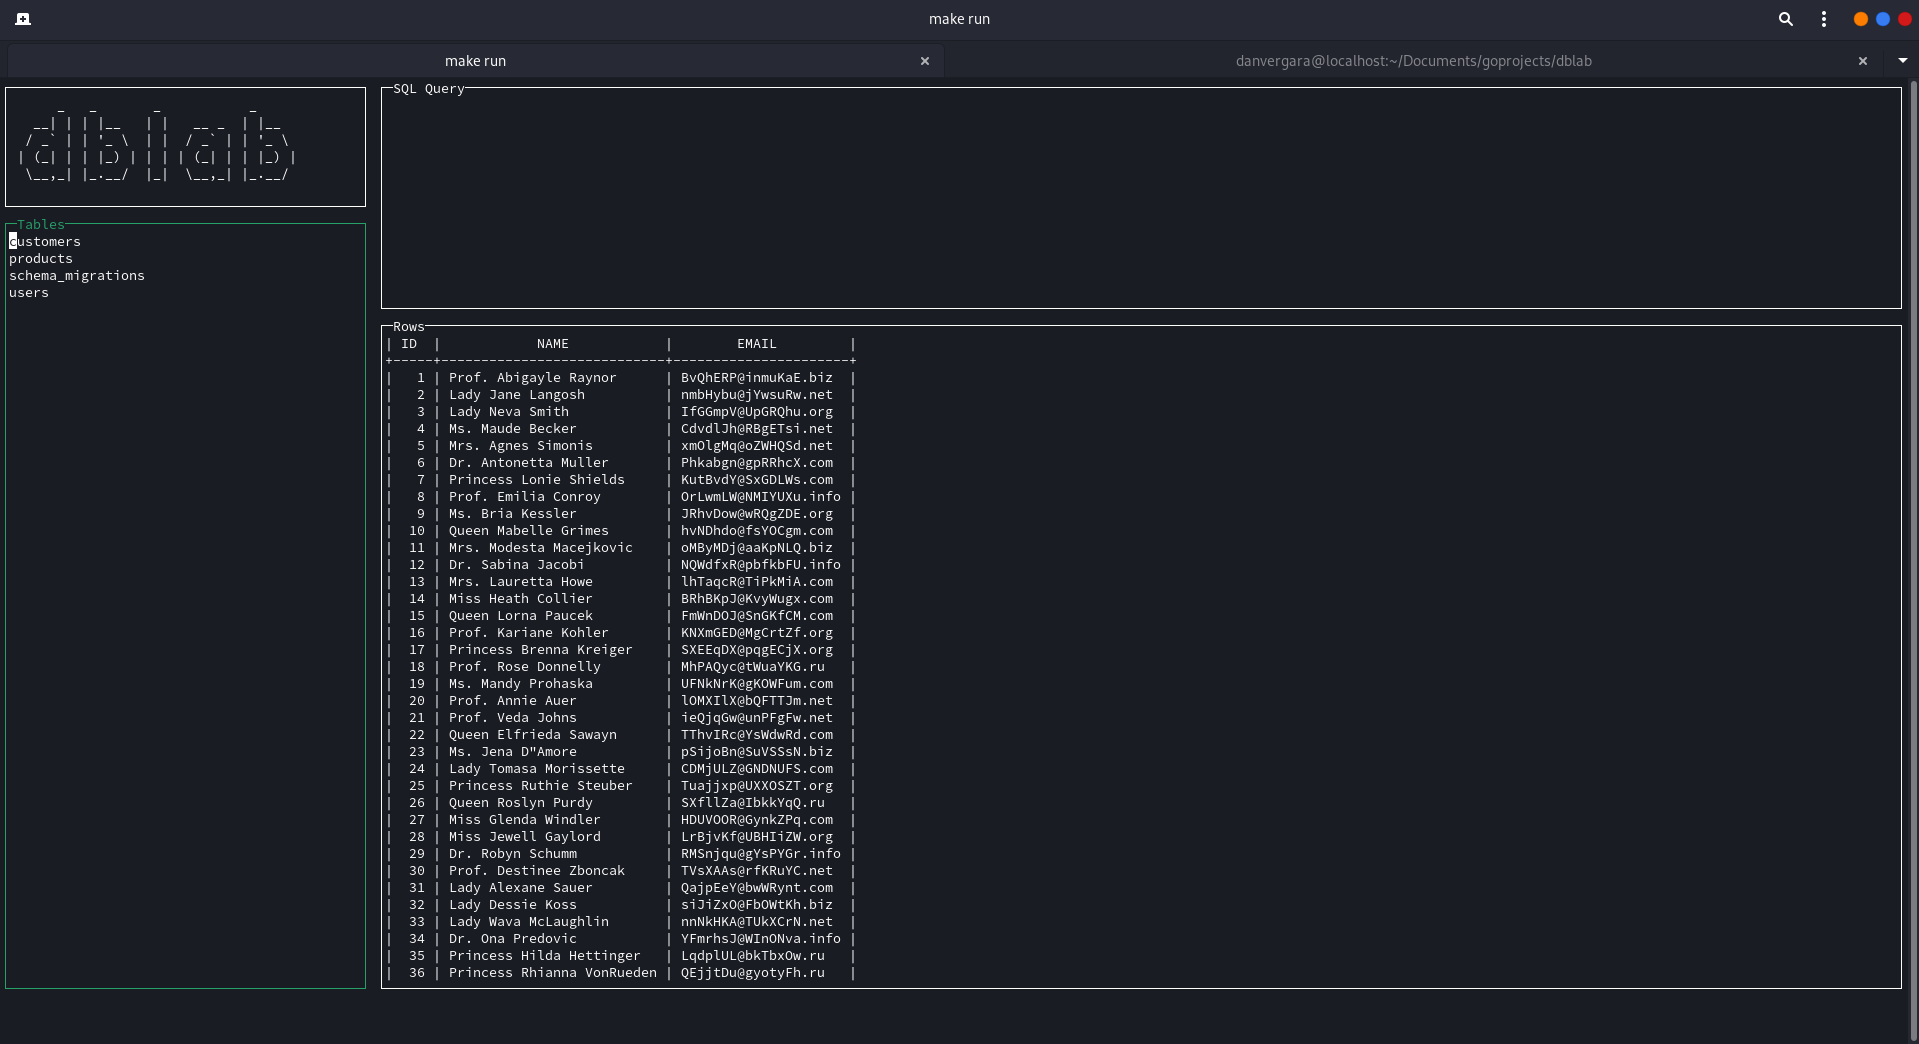 make run
make run
danvergara@localhost:~/Documents/goprojects/dblab
dblab
Tables
customers
products
schema_migrations
users
SQL Query
Rows
| ID | NAME | EMAIL |
| 1 | Prof. Abigayle Raynor | BvQhERP@inmuKaE.biz |
| 2 | Lady Jane Langosh | nmbHybu@jYwsuRw.net |
| 3 | Lady Neva Smith | IfGGmpV@UpGRQhu.org |
| 4 | Ms. Maude Becker | CdvdlJh@RBgETsi.net |
| 5 | Mrs. Agnes Simonis | xmOlgMq@oZWHQSd.net |
| 6 | Dr. Antonetta Muller | Phkabgn@gpRRhcX.com |
| 7 | Princess Lonie Shields | KutBvdY@SxGDLWs.com |
| 8 | Prof. Emilia Conroy | OrLwmLW@NMIYUXu.info |
| 9 | Ms. Bria Kessler | JRhvDow@wRQgZDE.org |
| 10 | Queen Mabelle Grimes | hvNDhdo@fsYOCgm.com |
| 11 | Mrs. Modesta Macejkovic | oMByMDj@aaKpNLQ.biz |
| 12 | Dr. Sabina Jacobi | NQWdfxR@pbfkbFU.info |
| 13 | Mrs. Lauretta Howe | lhTaqcR@TiPkMiA.com |
| 14 | Miss Heath Collier | BRhBKpJ@KvyWugx.com |
| 15 | Queen Lorna Paucek | FmWnDOJ@SnGKfCM.com |
| 16 | Prof. Kariane Kohler | KNXmGED@MgCrtZf.org |
| 17 | Princess Brenna Kreiger | SXEEqDX@pqgECjX.org |
| 18 | Prof. Rose Donnelly | MhPAQyc@tWuaYKG.ru |
| 19 | Ms. Mandy Prohaska | UFNkNrK@gKOWFum.com |
| 20 | Prof. Annie Auer | lOMXIlX@bQFTTJm.net |
| 21 | Prof. Veda Johns | ieQjqGw@unPFgFw.net |
| 22 | Queen Elfrieda Sawayn | TThvIRc@YsWdwRd.com |
| 23 | Ms. Jena D"Amore | pSijoBn@SuVSSsN.biz |
| 24 | Lady Tomasa Morissette | CDMjULZ@GNDNUFS.com |
| 25 | Princess Ruthie Steuber | Tuajjxp@UXXOSZT.org |
| 26 | Queen Roslyn Purdy | SXfllZa@IbkkYqQ.ru |
| 27 | Miss Glenda Windler | HDUVOOR@GynkZPq.com |
| 28 | Miss Jewell Gaylord | LrBjvKf@UBHIiZW.org |
| 29 | Dr. Robyn Schumm | RMSnjqu@gYsPYGr.info |
| 30 | Prof. Destinee Zboncak | TVsXAAs@rfKRuYC.net |
| 31 | Lady Alexane Sauer | QajpEeY@bwWRynt.com |
| 32 | Lady Dessie Koss | siJiZxO@FbOWtKh.biz |
| 33 | Lady Wava McLaughlin | nnNkHKA@TUkXCrN.net |
| 34 | Dr. Ona Predovic | YFmrhsJ@WInONva.info |
| 35 | Princess Hilda Hettinger | LqdplUL@bkTbxOw.ru |
| 36 | Princess Rhianna VonRueden | QEjjtDu@gyotyFh.ru |